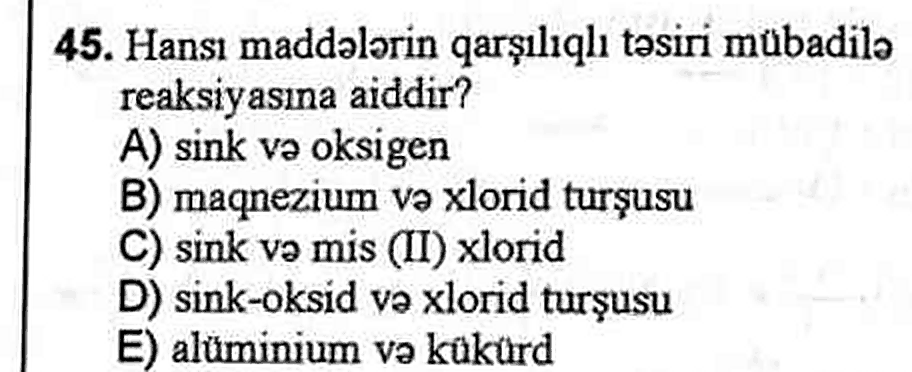 45. Hansı maddələrin qarşılıqlı təsiri mübadilə
reaksiyasına aiddir?
A) sink və oksigen
B) maqnezium və xlorid turşusu
C) sink və mis (II) xlorid
D) sink-oksid və xlorid turşusu
E) alüminium və kükürd